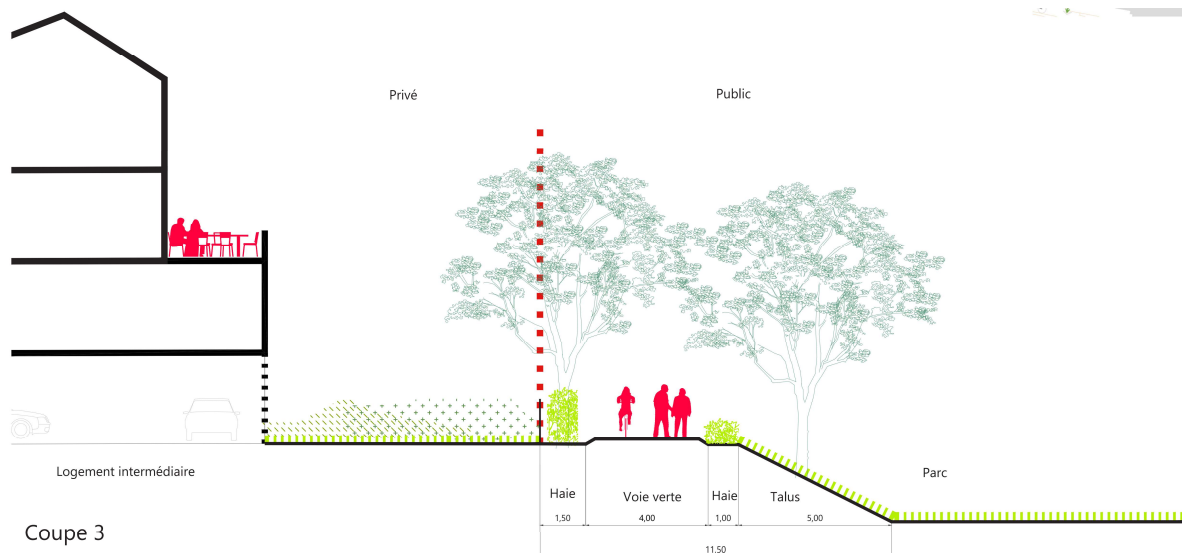 Privé
Public
Logement intermédiaire
Parc
Haie
Voie verte
Haie
Talus
1,50
4,00
1,00
5,00
11.50
Coupe 3